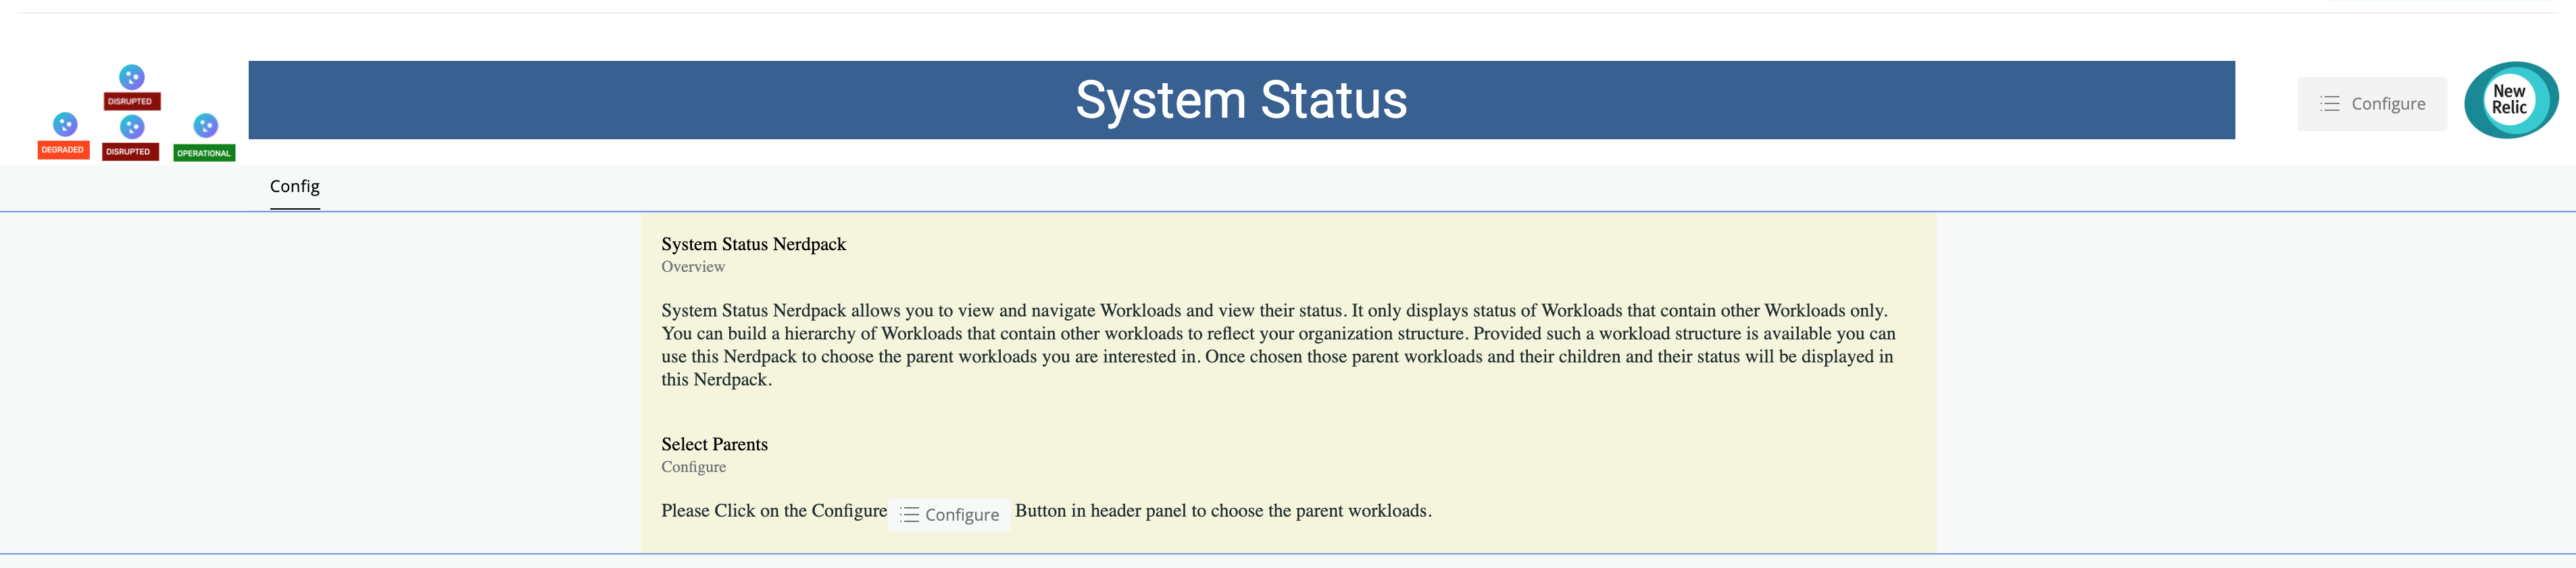 DISRUPTED
DEGRADED
DISRUPTED
OPERATIONAL
System Status
Configure
New
Relic
Config
System Status Nerdpack
Overview
System Status Nerdpack allows you to view and navigate Workloads and view their status. It only displays status of Workloads that contain other Workloads only.
You can build a hierarchy of Workloads that contain other workloads to reflect your organization structure. Provided such a workload structure is available you can
use this Nerdpack to choose the parent workloads you are interested in. Once chosen those parent workloads and their children and their status will be displayed in
this Nerdpack.
Select Parents
Configure
Please Click on the Configure Configure Button in header panel to choose the parent workloads.